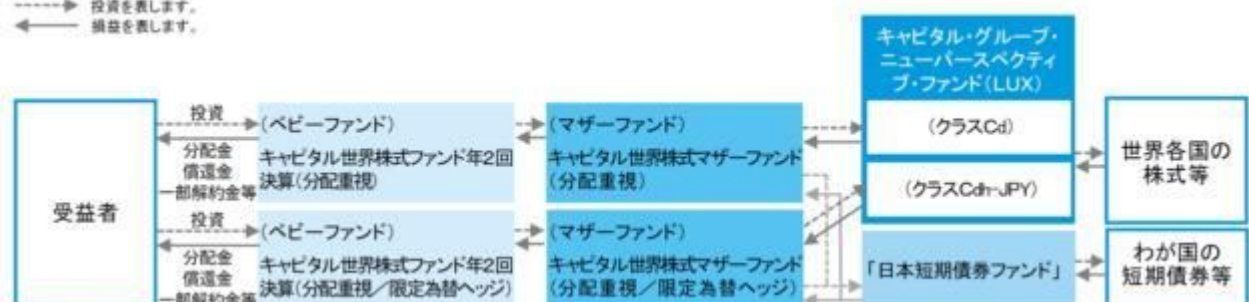 投資を表します。
損益を表します。
受益者
投資
分配金
償還金
一部解約金等
投資
分配金
償還金
一部解約金等
(ベビーファンド)
キャピタル世界株式ファンド年2回
決算(分配重視)
(ベビーファンド)
キャピタル世界株式ファンド年2回
決算(分配重視/限定為替ヘッジ)
(マザーファンド)
キャピタル世界株式マザーファンド
(分配重視)
(マザーファンド)
キャピタル世界株式マザーファンド
(分配重視/限定為替ヘッジ)
キャピタル・グループ・
ニューパースペクティ
ブ・ファンド(LUX)
(クラスCd)
(クラスCdh-JPY)
「日本短期債券ファンド」
世界各国の
株式等
わが国の
短期債券等